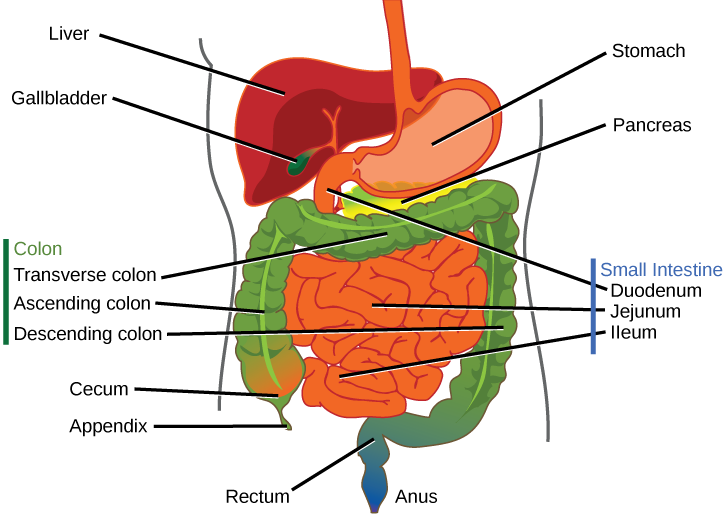 Liver
Gallbladder
Stomach
Pancreas
Colon
Transverse colon
Ascending colon
Descending colon
Small Intestine
Duodenum
Jejunum
Ileum
Cecum
Appendix
Rectum
Anus